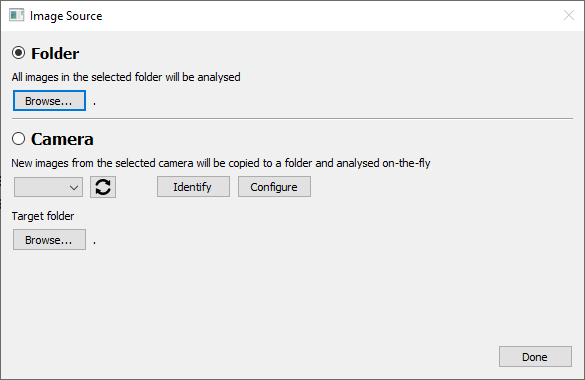 Image Source
Folder
All images in the selected folder will be analysed
Browse... .
Camera
New images from the selected camera will be copied to a folder and analysed on-the-fly
Identify Configure
Target folder
Browse... .
Done